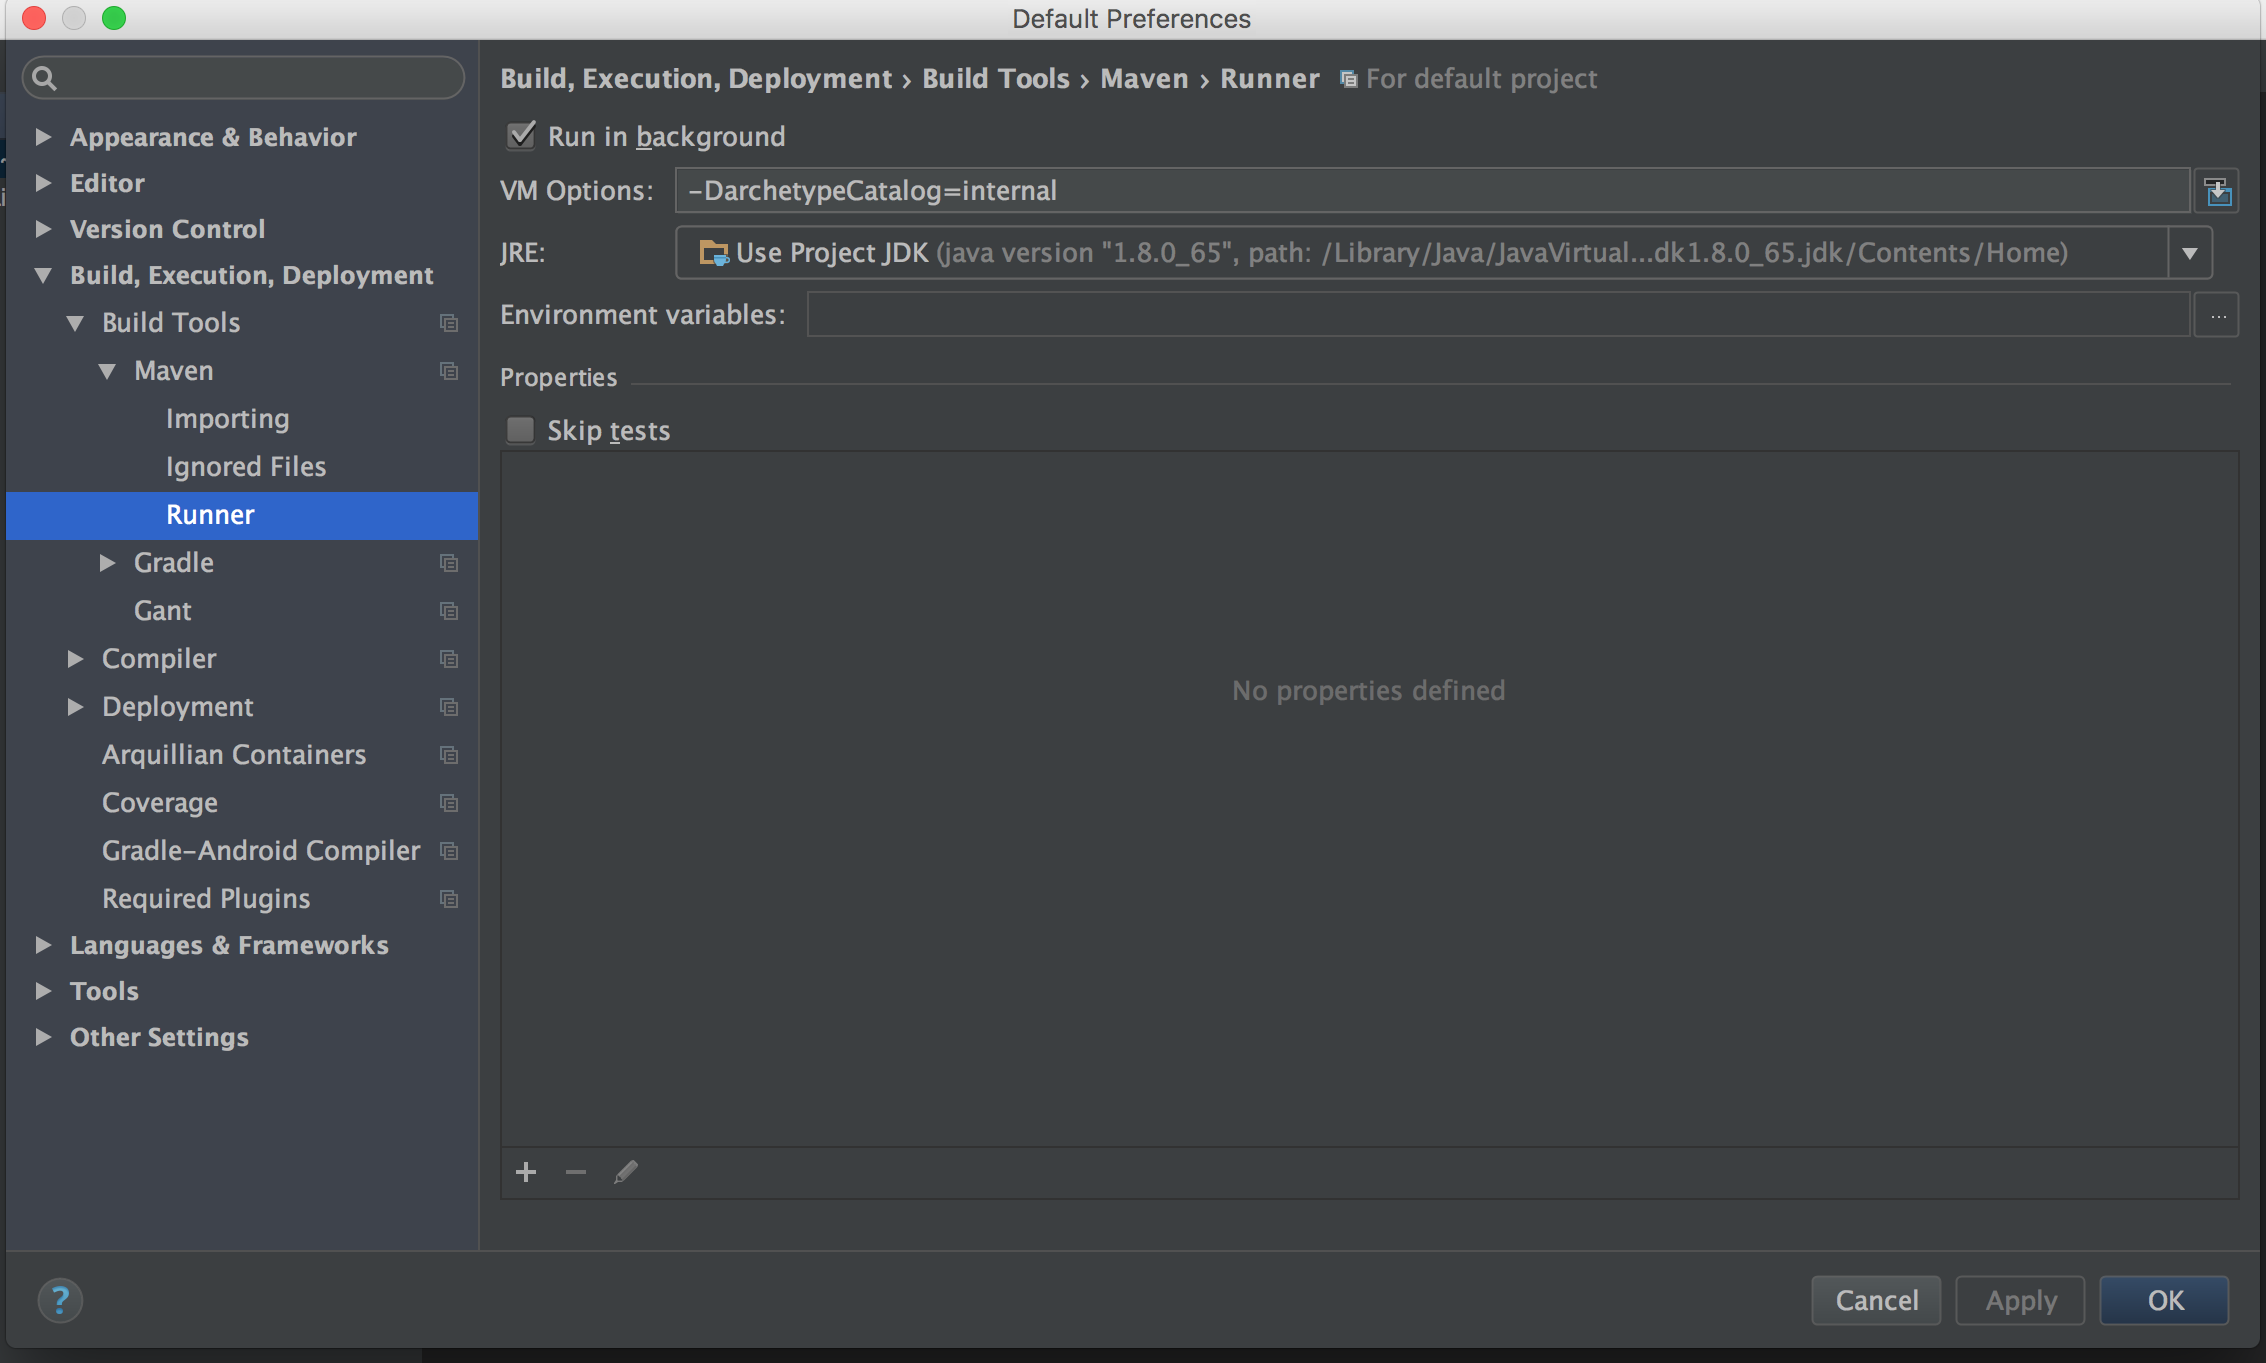 Default Preferences
Appearance & Behavior
Editor
Version Control
Build, Execution, Deployment
Build Tools
Maven
Importing
Ignored Files
Runner
Gradle
Gant
Compiler
Deployment
Arquillian Containers
Coverage
Gradle-Android Compiler
Required Plugins
Languages & Frameworks
Tools
Other Settings
Build, Execution, Deployment › Build Tools › Maven › Runner For default project
Run in background
VM Options: -DarchetypeCatalog=internal
JRE: Use Project JDK (java version "1.8.0_65", path: /Library/Java/JavaVirtual...dk1.8.0_65.jdk/Contents/Home)
Environment variables: ...
Properties
Skip tests
No properties defined
? Cancel Apply OK